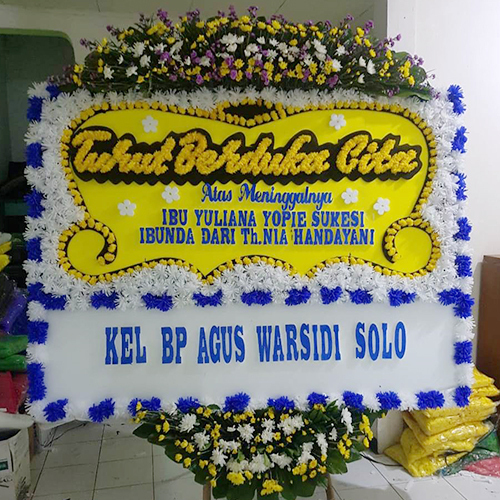 Turut Berduka Cita
Atas Meninggalnya
IBU YULIANA YOPIE SUKESI
IBUNDA DARI Th.NIA HANDAYANI
KEL BP AGUS WARSIDI SOLO